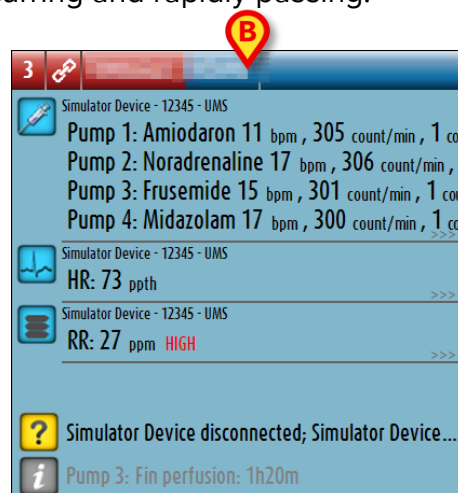 and rapidly passing.
B
3
Simulator Device - 12345 - UMS
Pump 1: Amiodaron 11 bpm , 305 count/min , 1
Pump 2: Noradrenaline 17 bpm , 306 count/min ,
Pump 3: Frusemide 15 bpm , 301 count/min , 1
Pump 4: Midazolam 17 bpm , 300 count/min , 1
>>>
Simulator Device - 12345 - UMS
HR: 73 ppth
>>>
Simulator Device - 12345 - UMS
RR: 27 ppm HIGH
>>>
? Simulator Device disconnected; Simulator Device...
i Pump 3: Fin perfusion: 1h20m